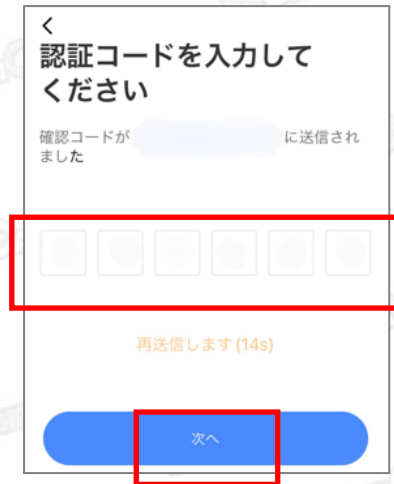 認証コードを入力して
ください
確認コードが に送信され
ました
再送信します(14s)
次へ